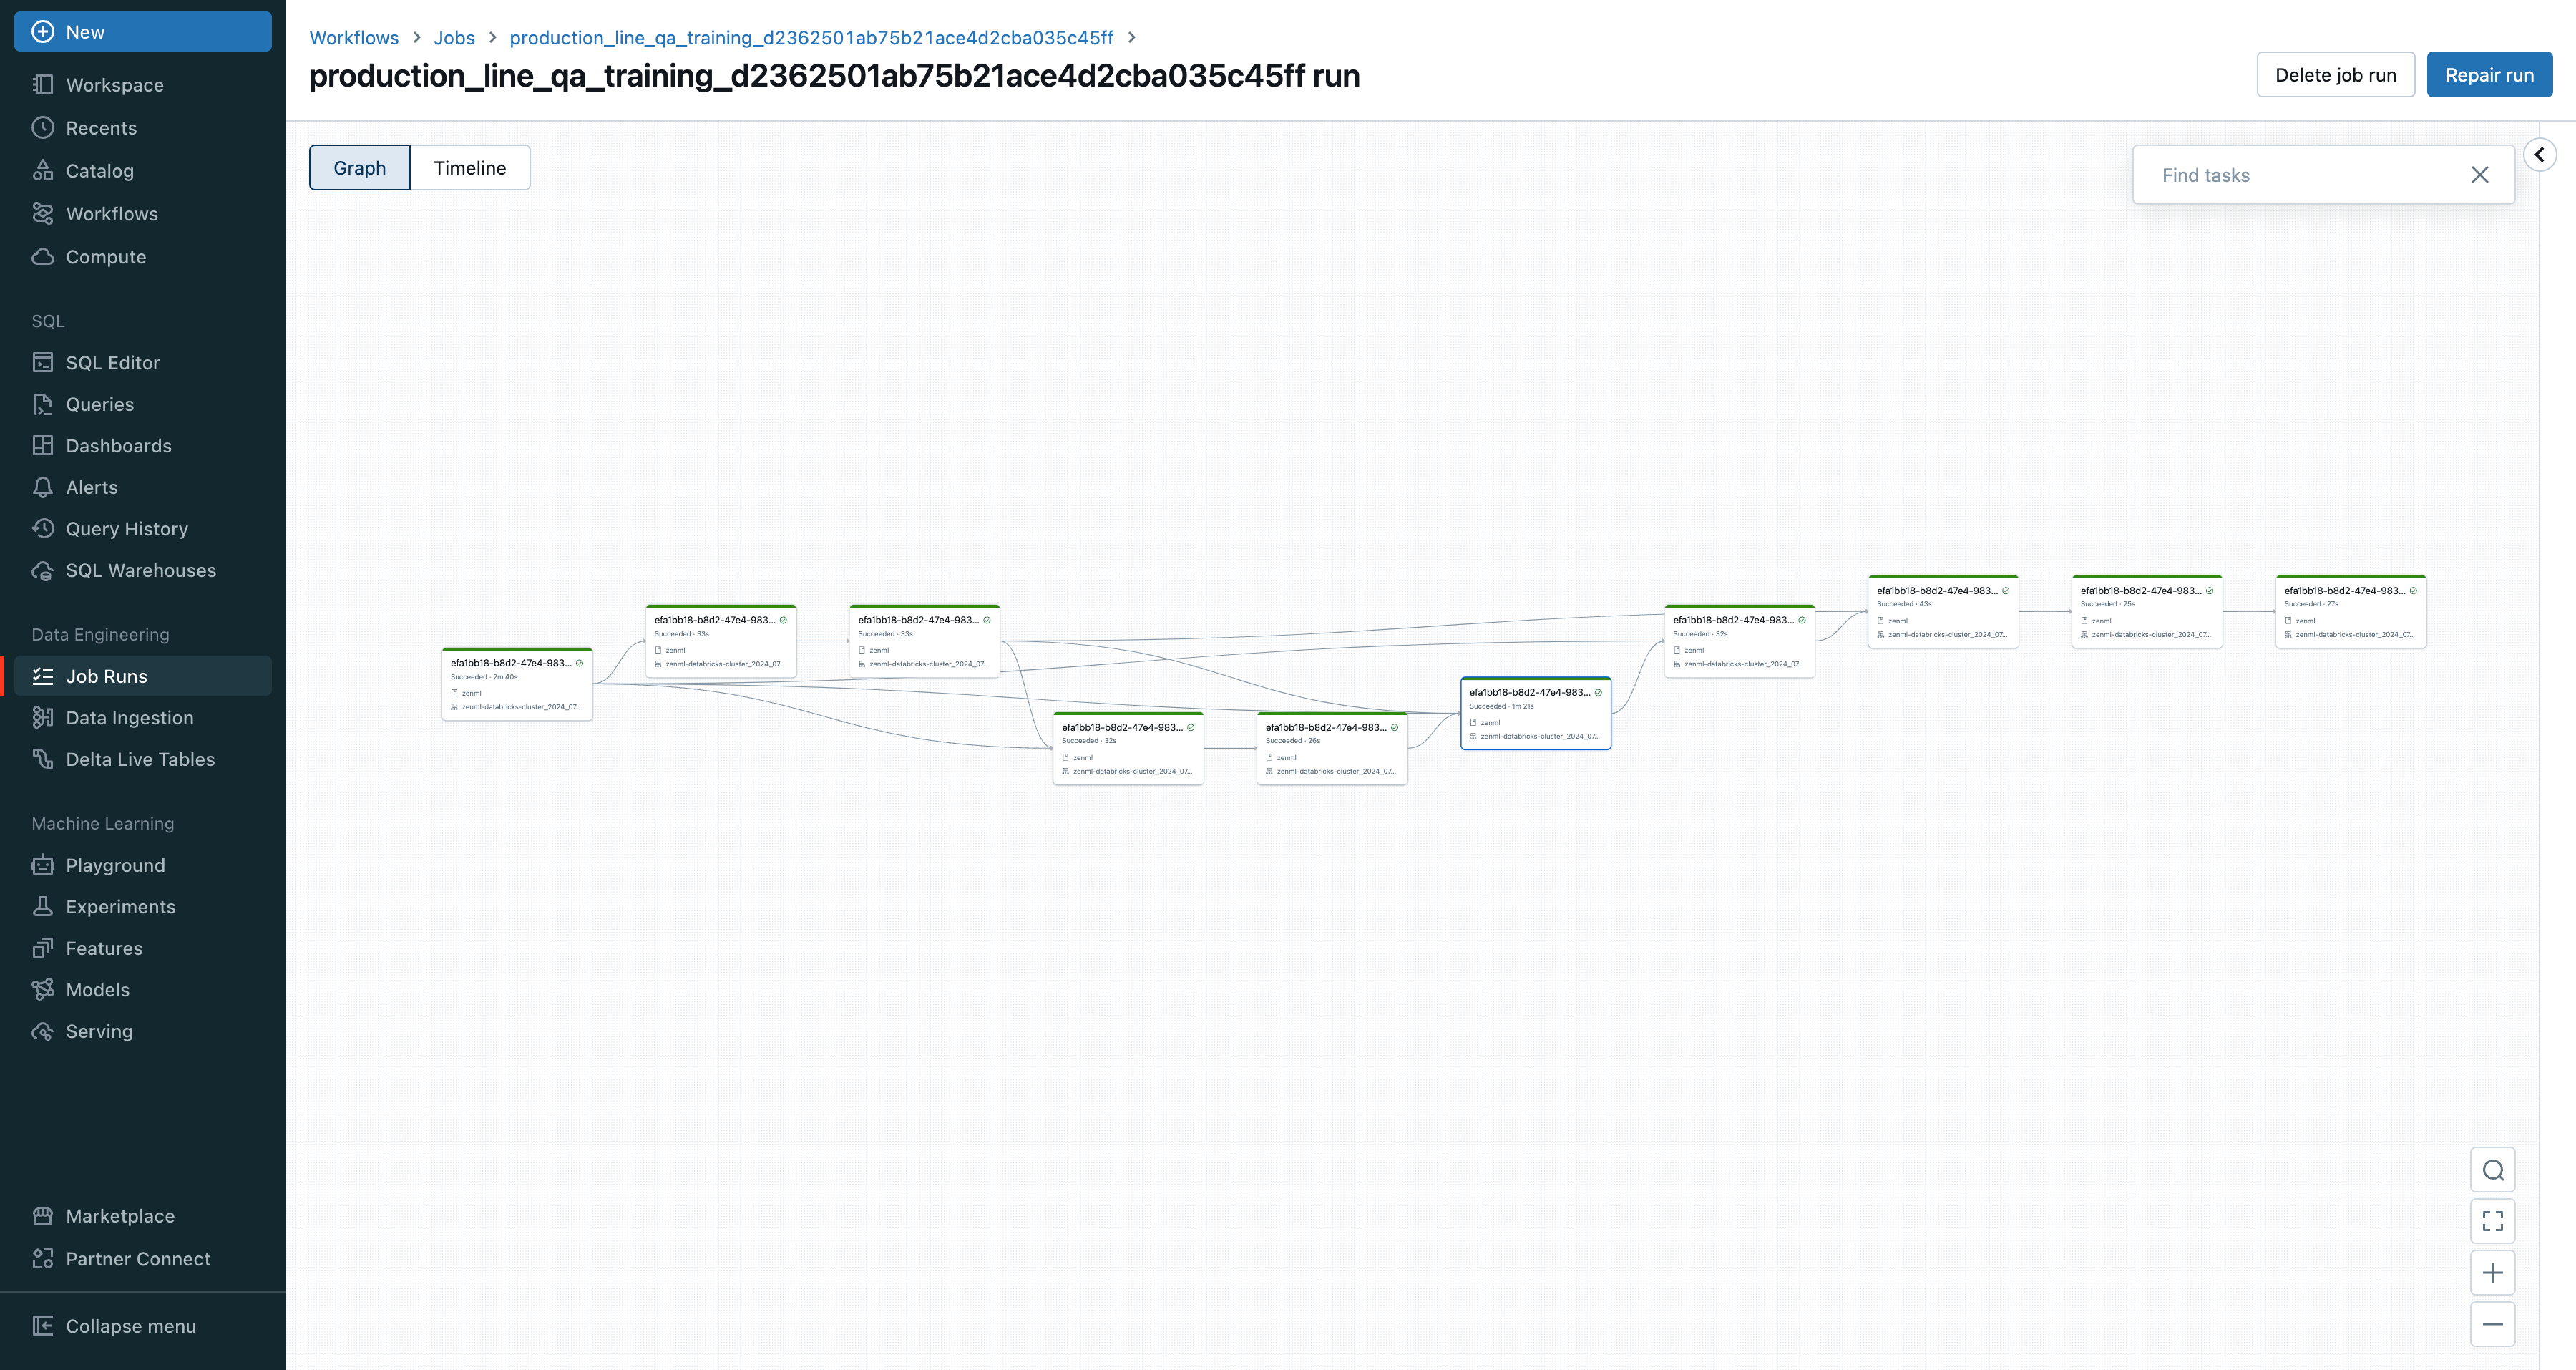 New
Workspace
Recents
Catalog
Workflows
Compute
SQL
SQL Editor
Queries
Dashboards
Alerts
Query History
SQL Warehouses
Data Engineering
Job Runs
Data Ingestion
Delta Live Tables
Machine Learning
Playground
Experiments
Features
Models
Serving
Marketplace
Partner Connect
Collapse menu
Workflows > Jobs > production_line_qa_training_d2362501ab75b21ace4d2cba035c45ff >
production_line_qa_training_d2362501ab75b21ace4d2cba035c45ff run
Delete job run
Repair run
Graph
Timeline
Find tasks
efa1bb18-b8d2-47e4-983...
Succeeded · 2m 40s
zenml
zenml-databricks-cluster_2024_07...
efa1bb18-b8d2-47e4-983...
Succeeded · 33s
zenml
zenml-databricks-cluster_2024_07...
efa1bb18-b8d2-47e4-983...
Succeeded · 33s
zenml
zenml-databricks-cluster_2024_07...
efa1bb18-b8d2-47e4-983...
Succeeded · 32s
zenml
zenml-databricks-cluster_2024_07...
efa1bb18-b8d2-47e4-983...
Succeeded · 26s
zenml
zenml-databricks-cluster_2024_07...
efa1bb18-b8d2-47e4-983...
Succeeded · 1m 21s
zenml
zenml-databricks-cluster_2024_07...
efa1bb18-b8d2-47e4-983...
Succeeded · 32s
zenml
zenml-databricks-cluster_2024_07...
efa1bb18-b8d2-47e4-983...
Succeeded · 43s
zenml
zenml-databricks-cluster_2024_07...
efa1bb18-b8d2-47e4-983...
Succeeded · 25s
zenml
zenml-databricks-cluster_2024_07...
efa1bb18-b8d2-47e4-983...
Succeeded · 27s
zenml
zenml-databricks-cluster_2024_07...